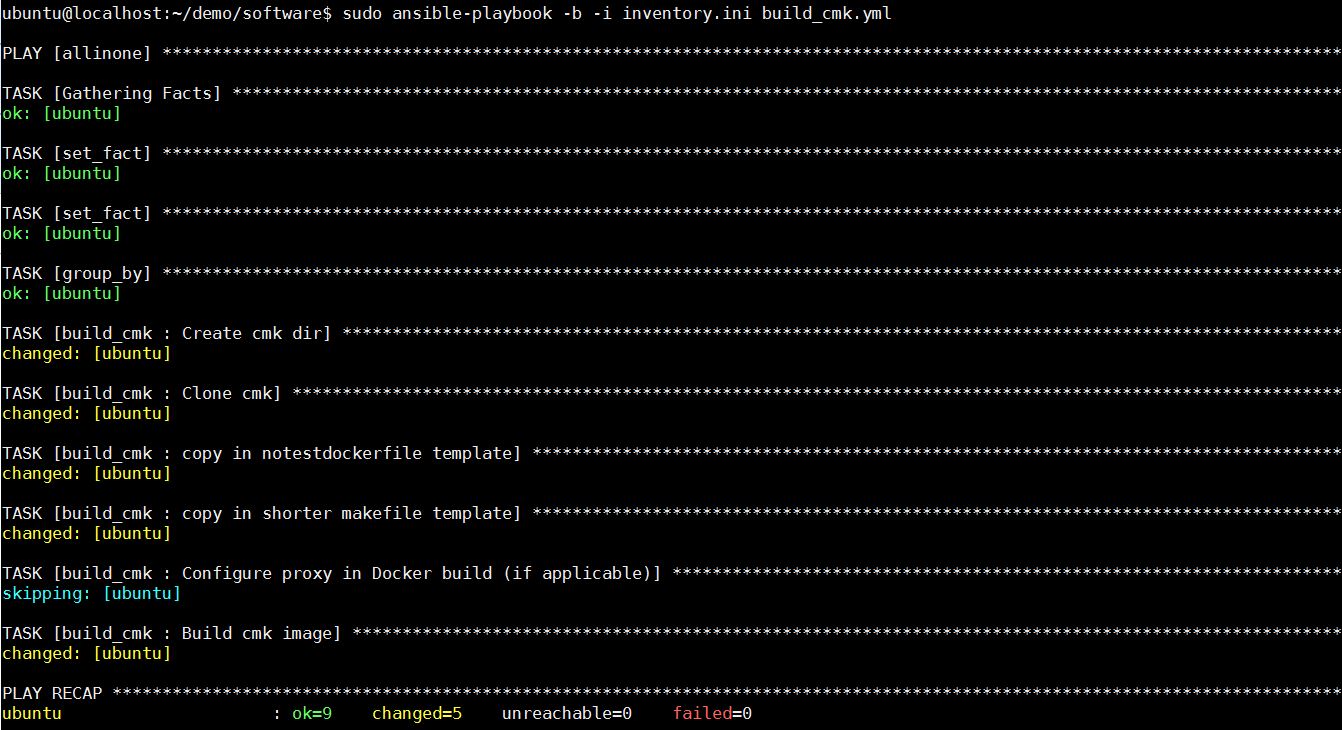 ubuntu@localhost:~/demo/software$ sudo ansible-playbook -b -i inventory.ini build_cmk.yml
PLAY [allinone] **********************************************************************************************************************
TASK [Gathering Facts] ***************************************************************************************************************
ok: [ubuntu]
TASK [set_fact] **********************************************************************************************************************
ok: [ubuntu]
TASK [set_fact] **********************************************************************************************************************
ok: [ubuntu]
TASK [group_by] **********************************************************************************************************************
ok: [ubuntu]
TASK [build_cmk : Create cmk dir] ****************************************************************************************************
changed: [ubuntu]
TASK [build_cmk : Clone cmk] *********************************************************************************************************
changed: [ubuntu]
TASK [build_cmk : copy in notestdockerfile template] *********************************************************************************
changed: [ubuntu]
TASK [build_cmk : copy in shorter makefile template] *********************************************************************************
changed: [ubuntu]
TASK [build_cmk : Configure proxy in Docker build (if applicable)] *******************************************************************
skipping: [ubuntu]
TASK [build_cmk : Build cmk image] ***************************************************************************************************
changed: [ubuntu]
PLAY RECAP ***************************************************************************************************************************
ubuntu                     : ok=9    changed=5    unreachable=0    failed=0